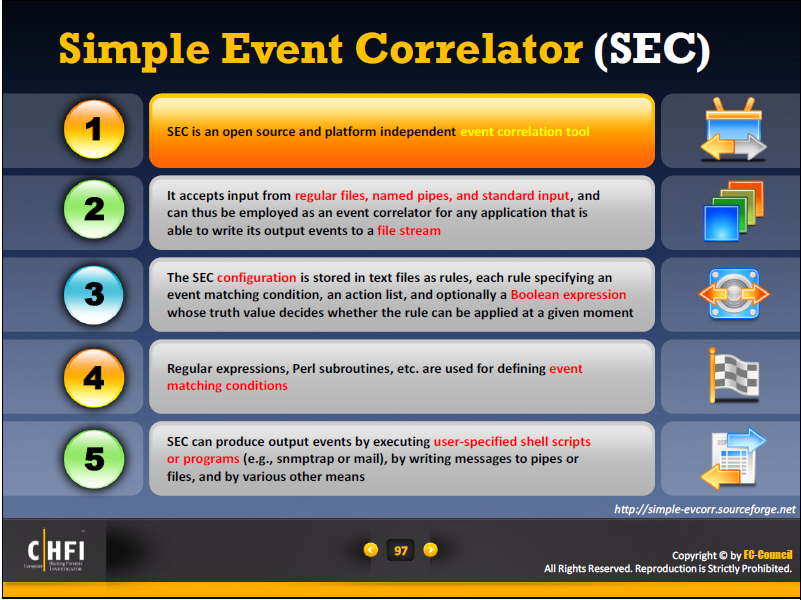 Simple Event Correlator (SEC)
1
SEC is an open source and platform independent event correlation tool
2
It accepts input from regular files, named pipes, and standard input, and
can thus be employed as an event correlator for any application that is
able to write its output events to a file stream
3
The SEC configuration is stored in text files as rules, each rule specifying an
event matching condition, an action list, and optionally a Boolean expression
whose truth value decides whether the rule can be applied at a given moment
4
Regular expressions, Perl subroutines, etc. are used for defining event
matching conditions
5
SEC can produce output events by executing user-specified shell scripts
or programs (e.g., snmptrap or mail), by writing messages to pipes or
files, and by various other means
http://simple-evcorr.sourceforge.net
CHFI
Computer Hacking Forensic
INVESTIGATOR
97
Copyright © by EC-Council
All Rights Reserved. Reproduction is Strictly Prohibited.